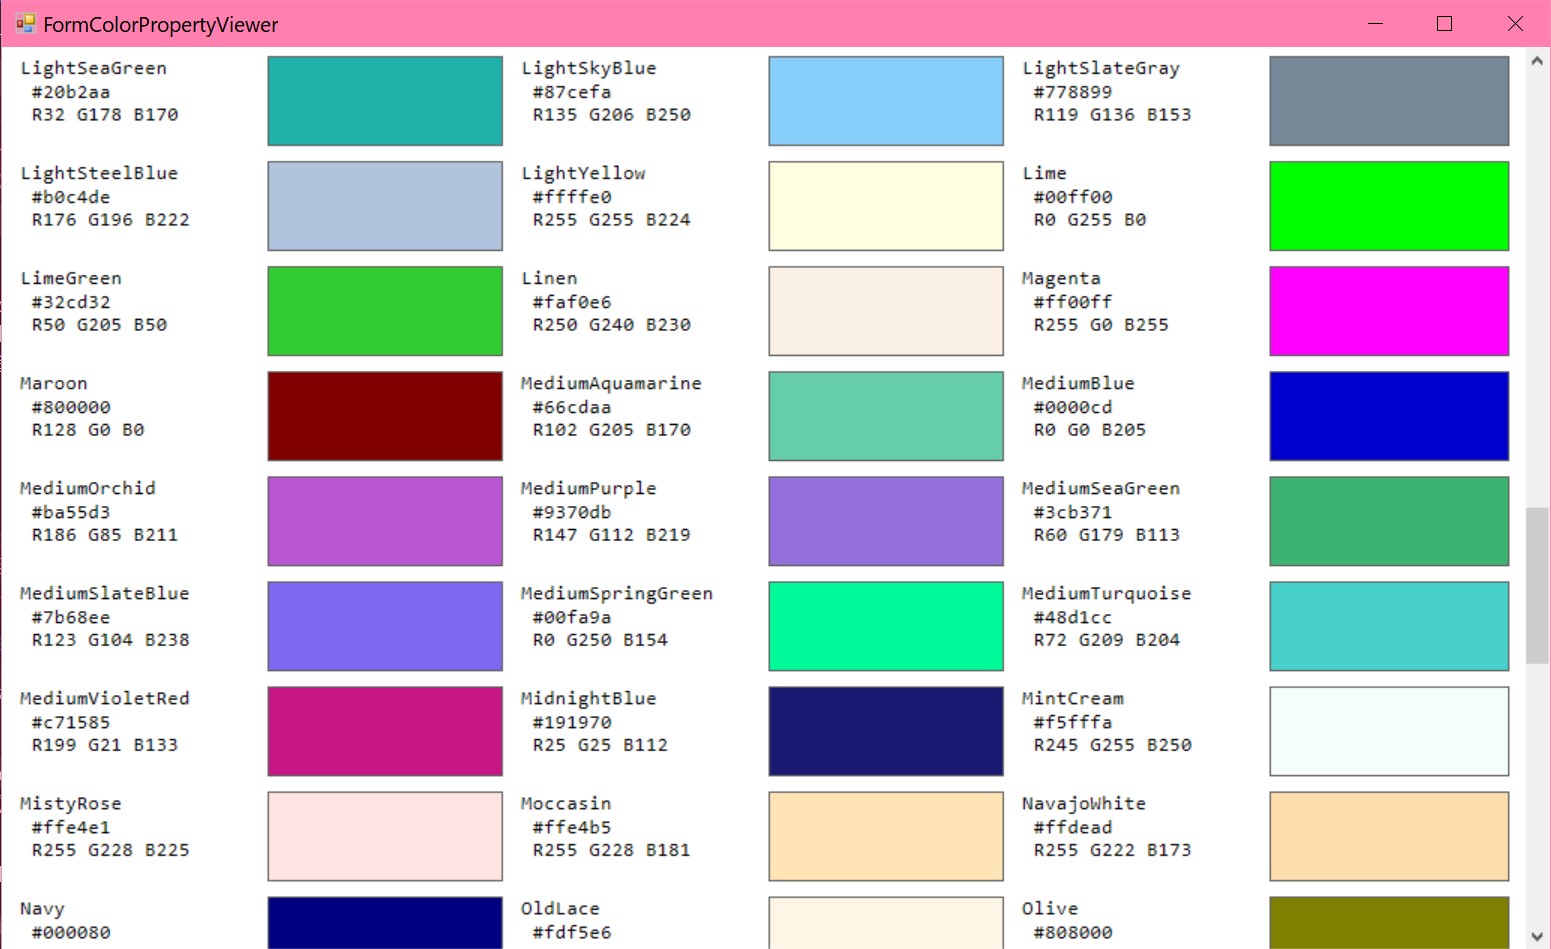 FormColorPropertyViewer
LightSeaGreen
#20b2aa
R32 G178 B170
LightSkyBlue
#87cefa
R135 G206 B250
LightSlateGray
#778899
R119 G136 B153
LightSteelBlue
#b0c4de
R176 G196 B222
LightYellow
#ffffe0
R255 G255 B224
Lime
#00ff00
R0 G255 B0
LimeGreen
#32cd32
R50 G205 B50
Linen
#faf0e6
R250 G240 B230
Magenta
#ff00ff
R255 G0 B255
Maroon
#800000
R128 G0 B0
MediumAquamarine
#66cdaa
R102 G205 B170
MediumBlue
#0000cd
R0 G0 B205
MediumOrchid
#ba55d3
R186 G85 B211
MediumPurple
#9370db
R147 G112 B219
MediumSeaGreen
#3cb371
R60 G179 B113
MediumSlateBlue
#7b68ee
R123 G104 B238
MediumSpringGreen
#00fa9a
R0 G250 B154
MediumTurquoise
#48d1cc
R72 G209 B204
MediumVioletRed
#c71585
R199 G21 B133
MidnightBlue
#191970
R25 G25 B112
MintCream
#f5fffa
R245 G255 B250
MistyRose
#ffe4e1
R255 G228 B225
Moccasin
#ffe4b5
R255 G228 B181
NavajoWhite
#ffdead
R255 G222 B173
Navy
#000080
OldLace
#fdf5e6
Olive
#808000